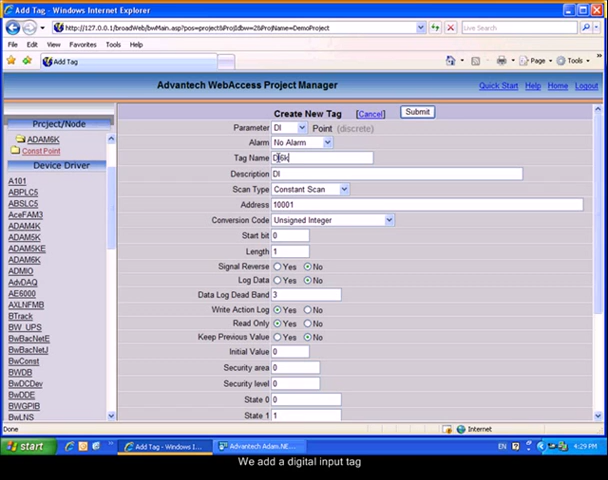 Add Tag - Windows Internet Explorer
http://127.0.0.1/broadWeb/bwMain.asp?pos=project&Proj
dbw=2&ProjName=DemoProject
Live Search
File Edit View Favorites Tools Help
Add Tag
Page Tools
Advantech WebAccess Project Manager
Quick Start Help Home Logout
Project/Node
ADAM6K
Const Point
Device Driver
A101
ABPLC5
ABSLC5
AceFAM3
ADAM4K
ADAM5K
ADAM5KE
ADAM6K
ADMIO
AdvDAQ
AE6000
AXLNFMB
BTrack
BW_UPS
BwBacNetE
BwBacNetJ
BwConst
BWDB
BwDCDev
BwDDE
BWGPIB
BwLNS
Create New Tag [Cancel] Submit
Parameter DI Point (discrete)
Alarm No Alarm
Tag Name DI6k
Description DI
Scan Type Constant Scan
Address 10001
Conversion Code Unsigned Integer
Start bit 0
Length 1
Signal Reverse Yes No
Log Data Yes No
Data Log Dead Band 3
Write Action Log Yes No
Read Only Yes No
Keep Previous Value Yes No
Initial Value 0
Security area 0
Security level 0
State 0 0
State 1 1
Done
Internet
start
Add Tag - Windows I...
Advantech Adam.NE...
EN
4:29 PM
We add a digital input tag